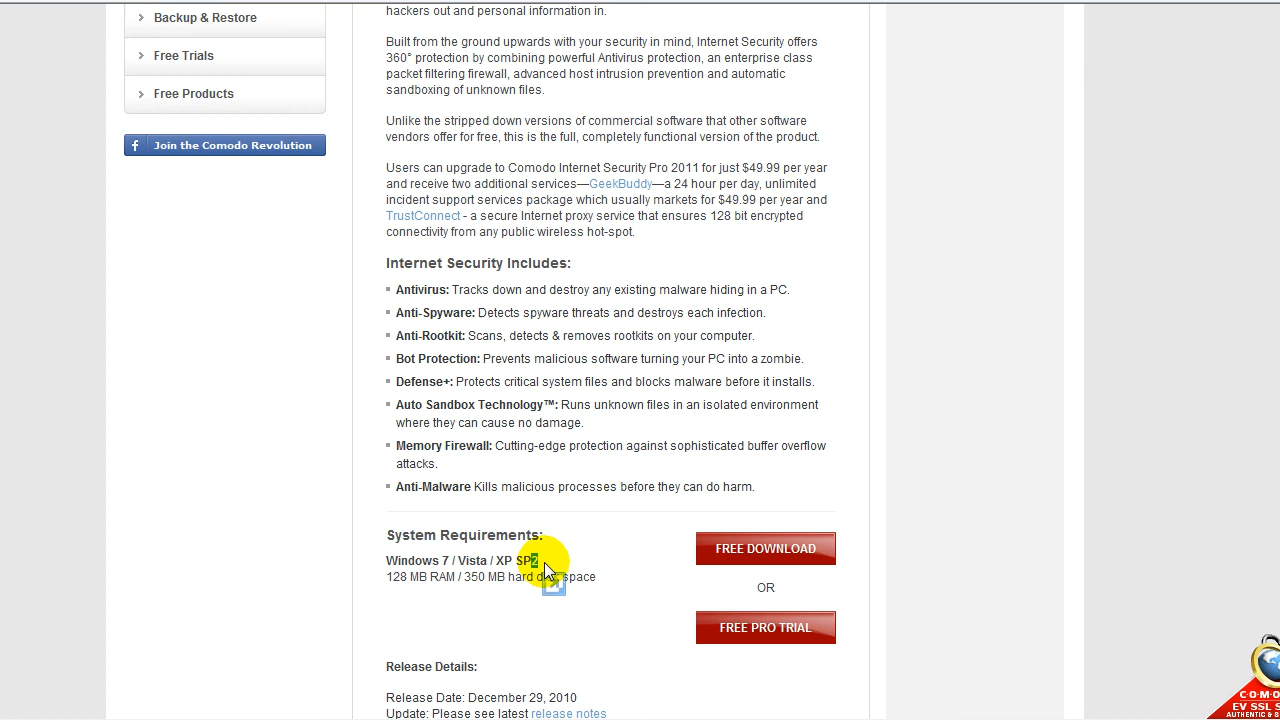 Backup & Restore
Free Trials
Free Products
Join the Comodo Revolution
hackers out and personal information in.
Built from the ground upwards with your security in mind, Internet Security offers
360° protection by combining powerful Antivirus protection, an enterprise class
packet filtering firewall, advanced host intrusion prevention and automatic
sandboxing of unknown files.
Unlike the stripped down versions of commercial software that other software
vendors offer for free, this is the full, completely functional version of the product.
Users can upgrade to Comodo Internet Security Pro 2011 for just $49.99 per year
and receive two additional services—GeekBuddy—a 24 hour per day, unlimited
incident support services package which usually markets for $49.99 per year and
TrustConnect - a secure Internet proxy service that ensures 128 bit encrypted
connectivity from any public wireless hot-spot.
Internet Security Includes:
Antivirus: Tracks down and destroy any existing malware hiding in a PC.
Anti-Spyware: Detects spyware threats and destroys each infection.
Anti-Rootkit: Scans, detects & removes rootkits on your computer.
Bot Protection: Prevents malicious software turning your PC into a zombie.
Defense+: Protects critical system files and blocks malware before it installs.
Auto Sandbox Technology™: Runs unknown files in an isolated environment
where they can cause no damage.
Memory Firewall: Cutting-edge protection against sophisticated buffer overflow
attacks.
Anti-Malware Kills malicious processes before they can do harm.
System Requirements:
Windows 7 / Vista / XP SP2
128 MB RAM / 350 MB hard disk space
FREE DOWNLOAD
OR
FREE PRO TRIAL
Release Details:
Release Date: December 29, 2010
Update: Please see latest release notes
C·O·M·O
EV SSL S
AUTHENTIC & S